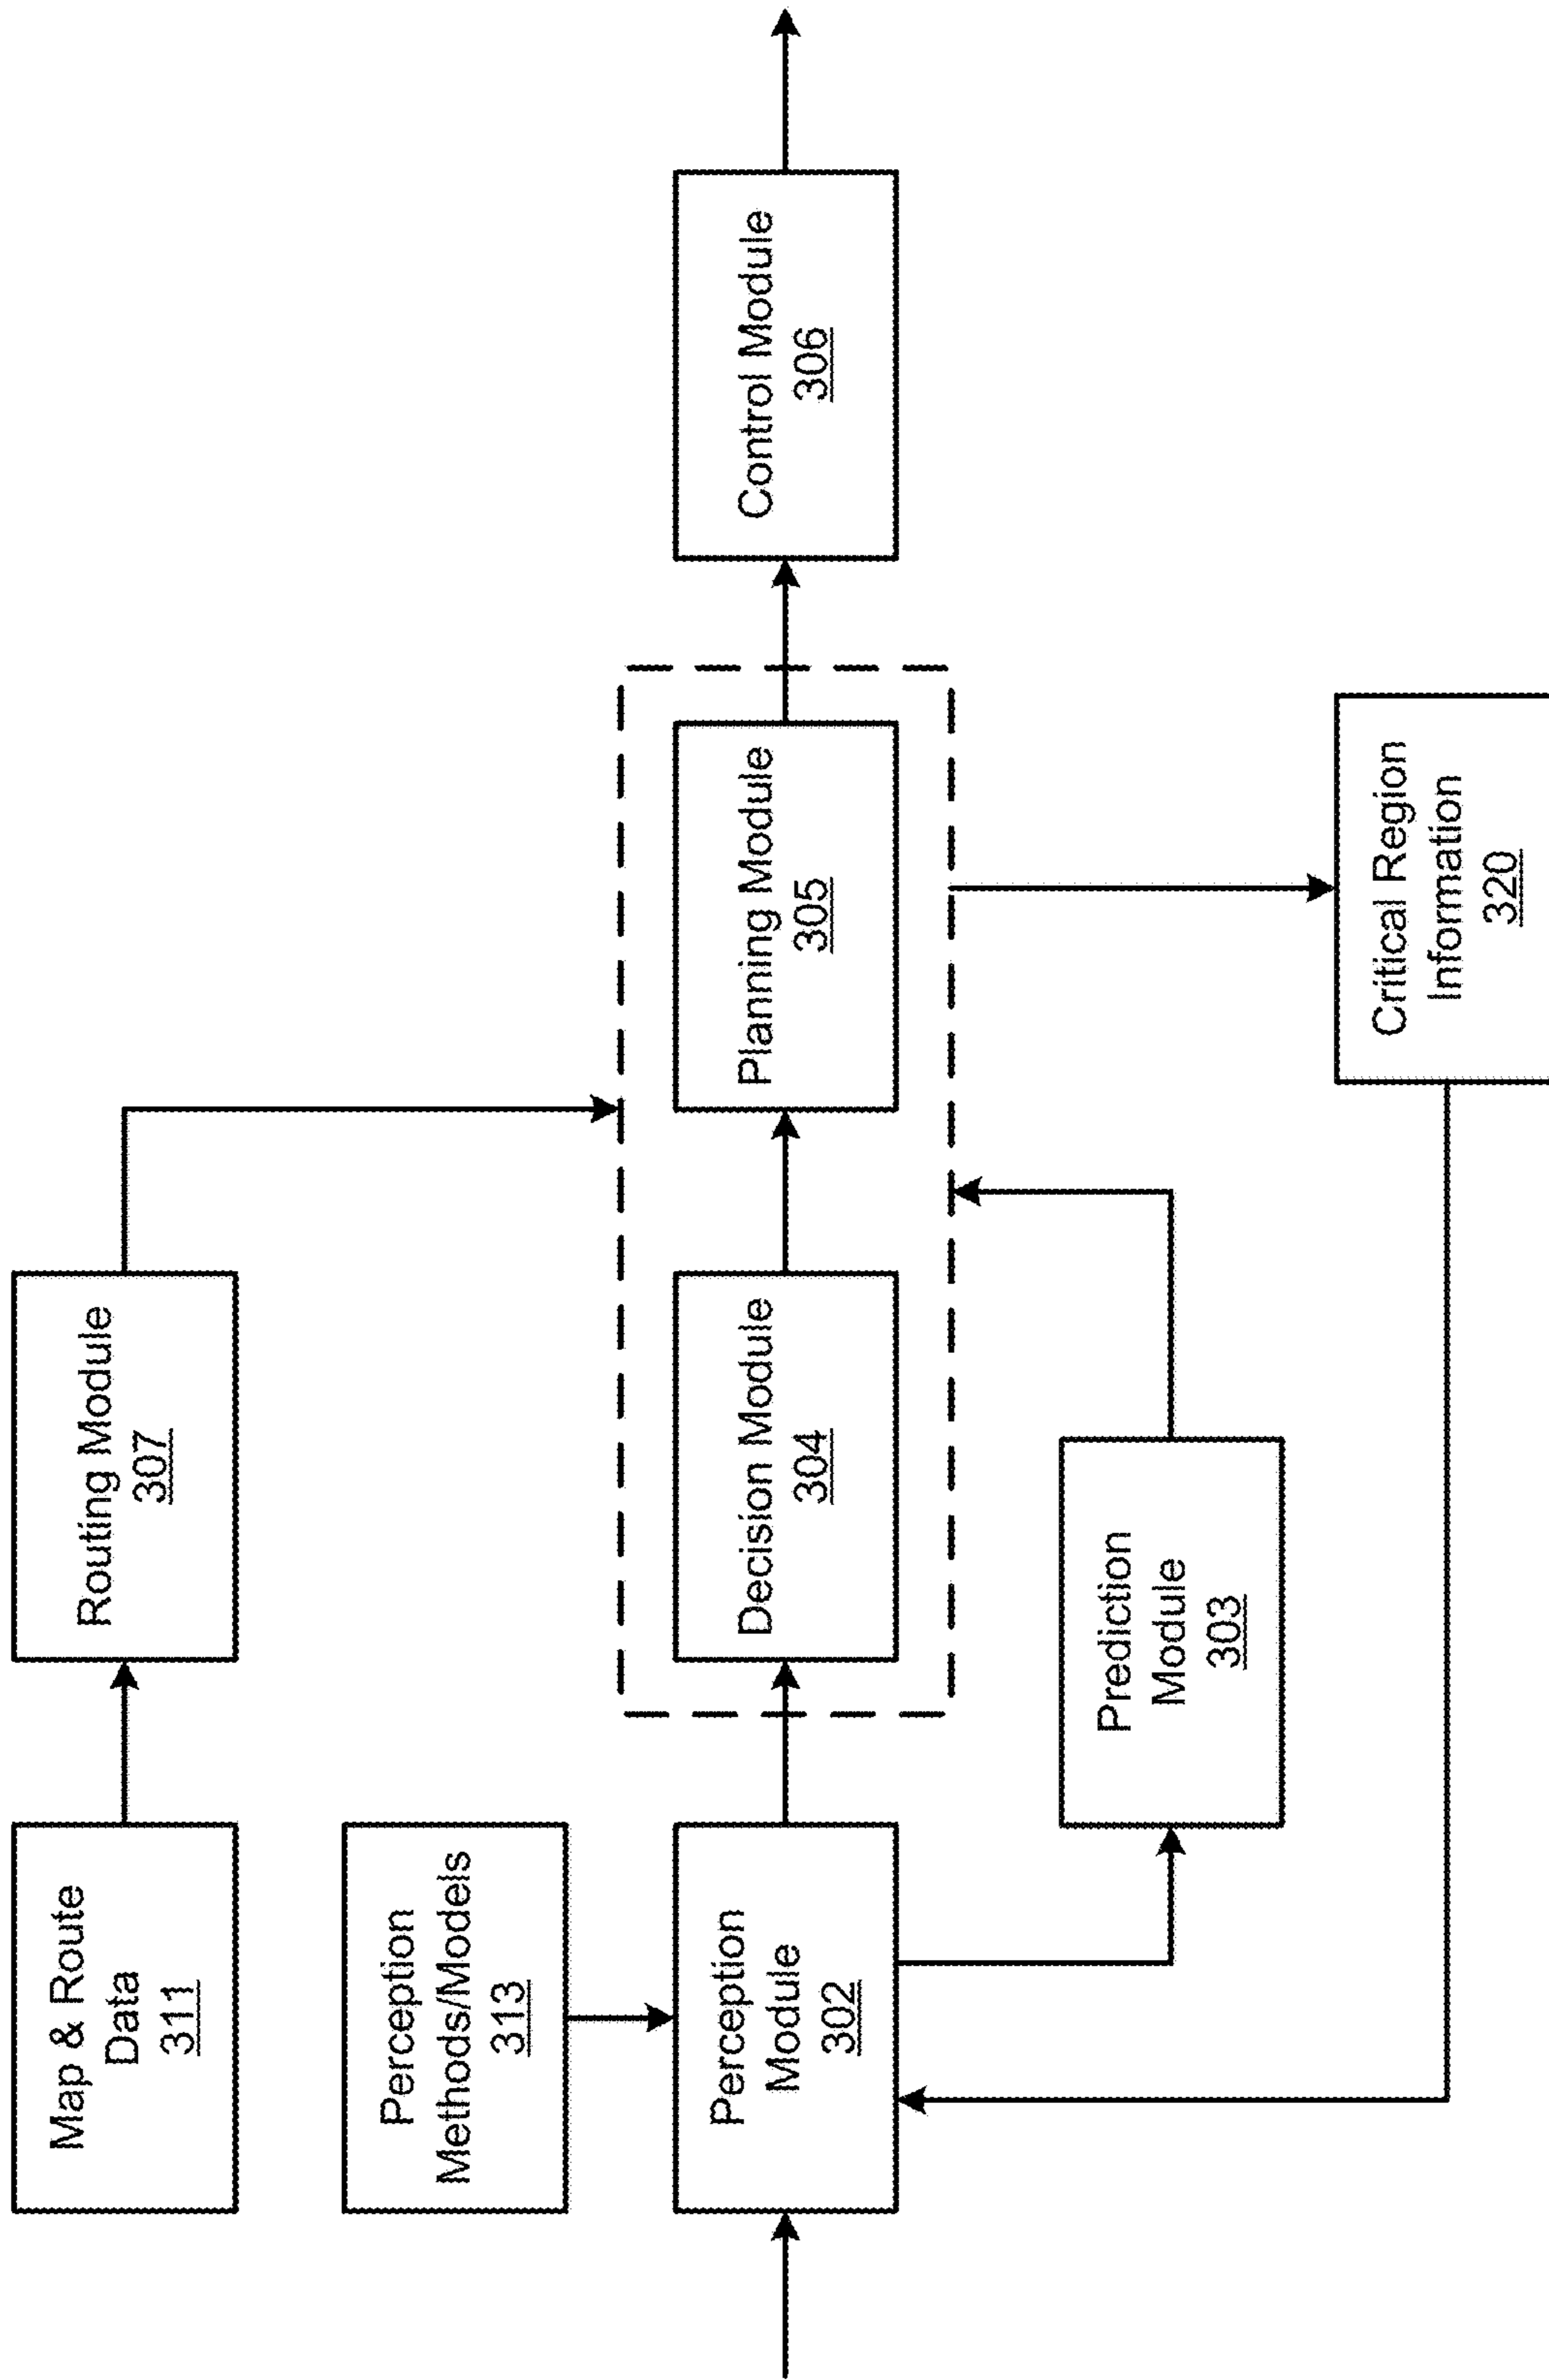 Map & Route
Data
311
Routing Module
307
Perception
Methods/Models
313
Perception
Module
302
Decision Module
304
Planning Module
305
Control Module
306
Prediction
Module
303
Critical Region
Information
320